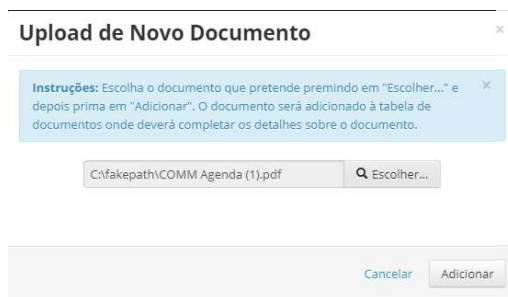 Upload de Novo Documento ×
Instruções: Escolha o documento que pretende premindo em "Escolher..." e ×
depois prima em "Adicionar". O documento será adicionado à tabela de
documentos onde deverá completar os detalhes sobre o documento.
C:\fakepath\COMM Agenda (1).pdf Escolher...
Cancelar Adicionar